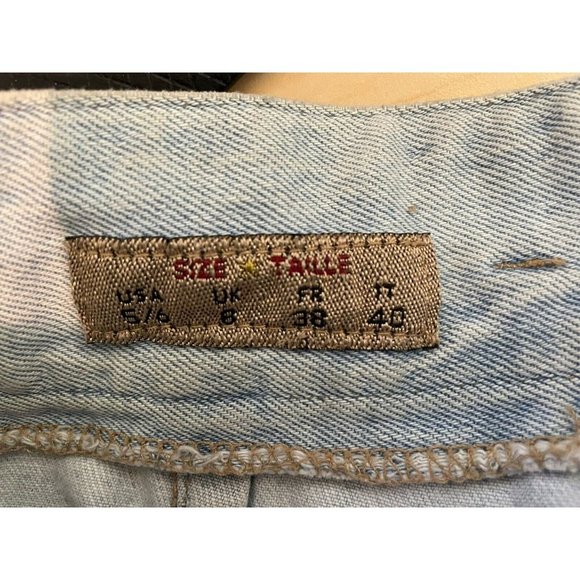 SIZE ★ TAILLE
USA UK FR IT
5/6 8 38 40